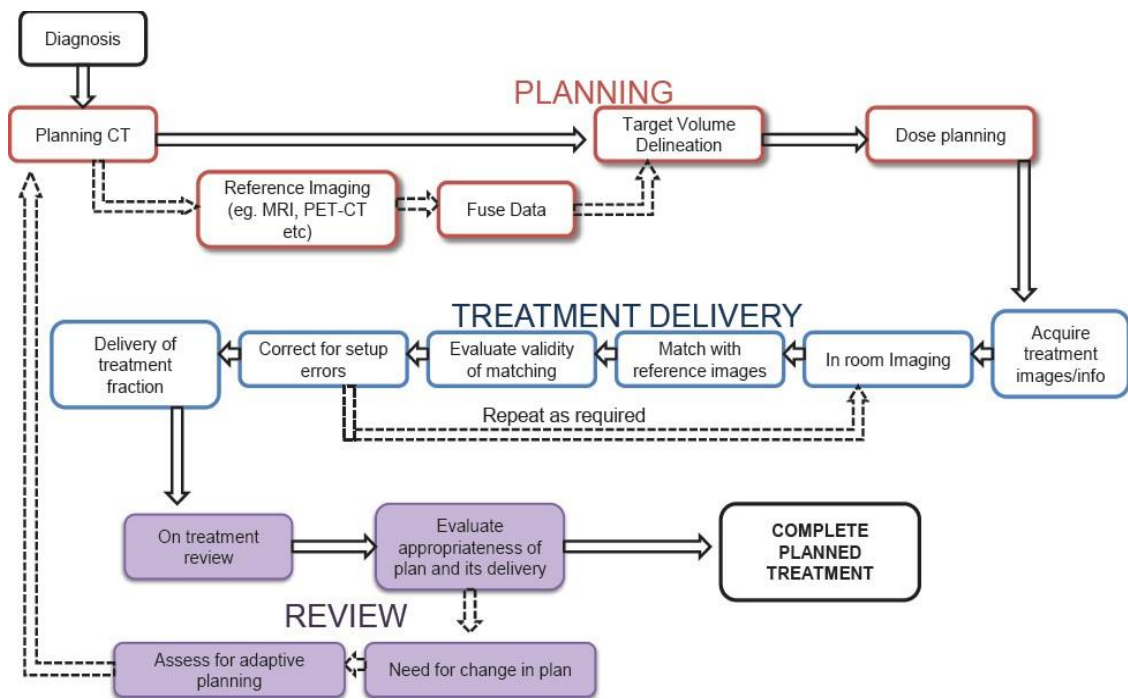 Diagnosis
PLANNING
Planning CT
Target Volume
Delineation
Dose planning
Reference Imaging
(eg. MRI, PET-CT
etc)
Fuse Data
TREATMENT DELIVERY
Delivery of
treatment
fraction
Correct for setup
errors
Evaluate validity
of matching
Match with
reference images
In room Imaging
Acquire
treatment
images/info
Repeat as required
On treatment
review
Evaluate
appropriateness of
plan and its delivery
COMPLETE
PLANNED
TREATMENT
REVIEW
Assess for adaptive
planning
Need for change in plan